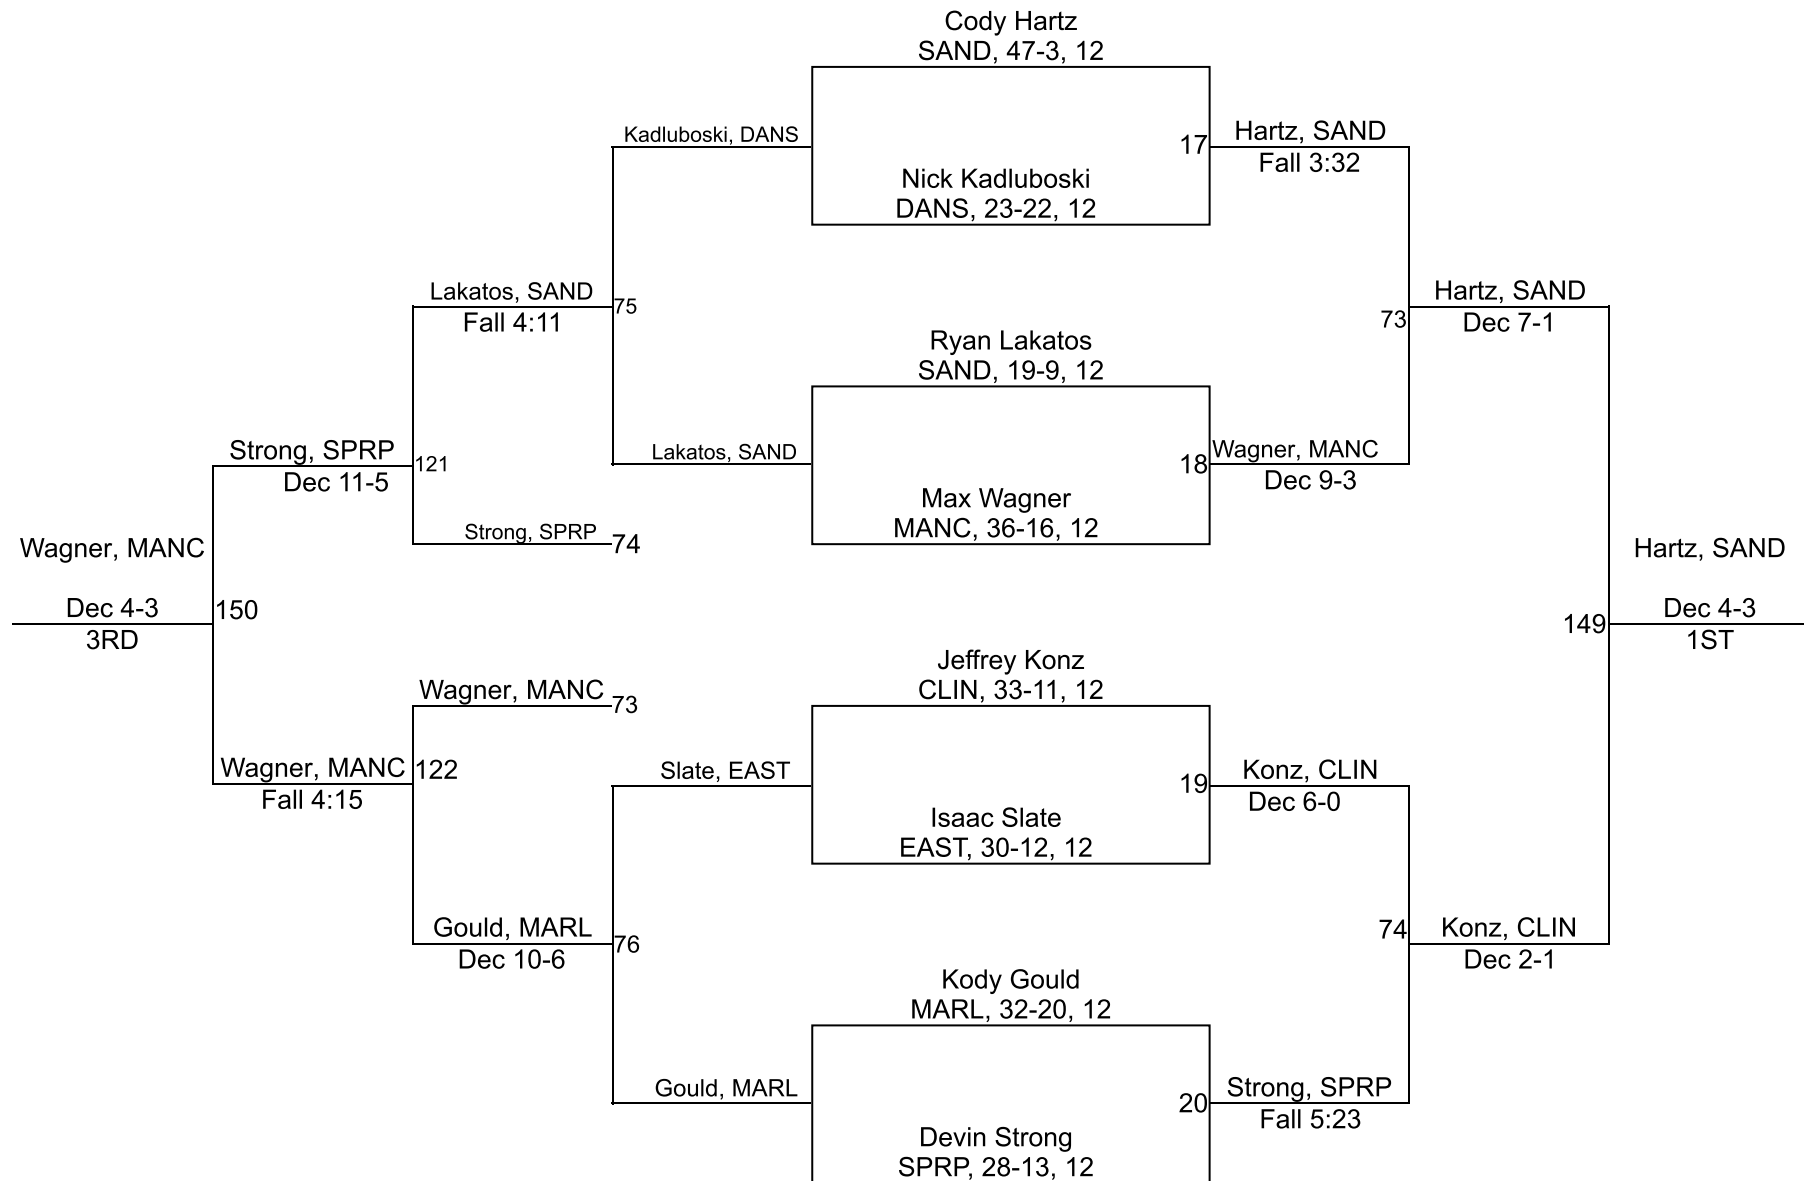 Cody Hartz
SAND, 47-3, 12
Kadluboski, DANS
17
Hartz, SAND
Fall 3:32
Nick Kadluboski
DANS, 23-22, 12
Lakatos, SAND
Fall 4:11
75
Hartz, SAND
Dec 7-1
73
Ryan Lakatos
SAND, 19-9, 12
Strong, SPRP
Dec 11-5
121
Lakatos, SAND
18
Wagner, MANC
Dec 9-3
Max Wagner
MANC, 36-16, 12
Strong, SPRP
74
Wagner, MANC
Dec 4-3
3RD
150
Hartz, SAND
Dec 4-3
1ST
149
Jeffrey Konz
CLIN, 33-11, 12
Wagner, MANC
73
Wagner, MANC
Fall 4:15
122
Slate, EAST
19
Konz, CLIN
Dec 6-0
Isaac Slate
EAST, 30-12, 12
Gould, MARL
Dec 10-6
76
74
Konz, CLIN
Dec 2-1
Kody Gould
MARL, 32-20, 12
Gould, MARL
20
Strong, SPRP
Fall 5:23
Devin Strong
SPRP, 28-13, 12